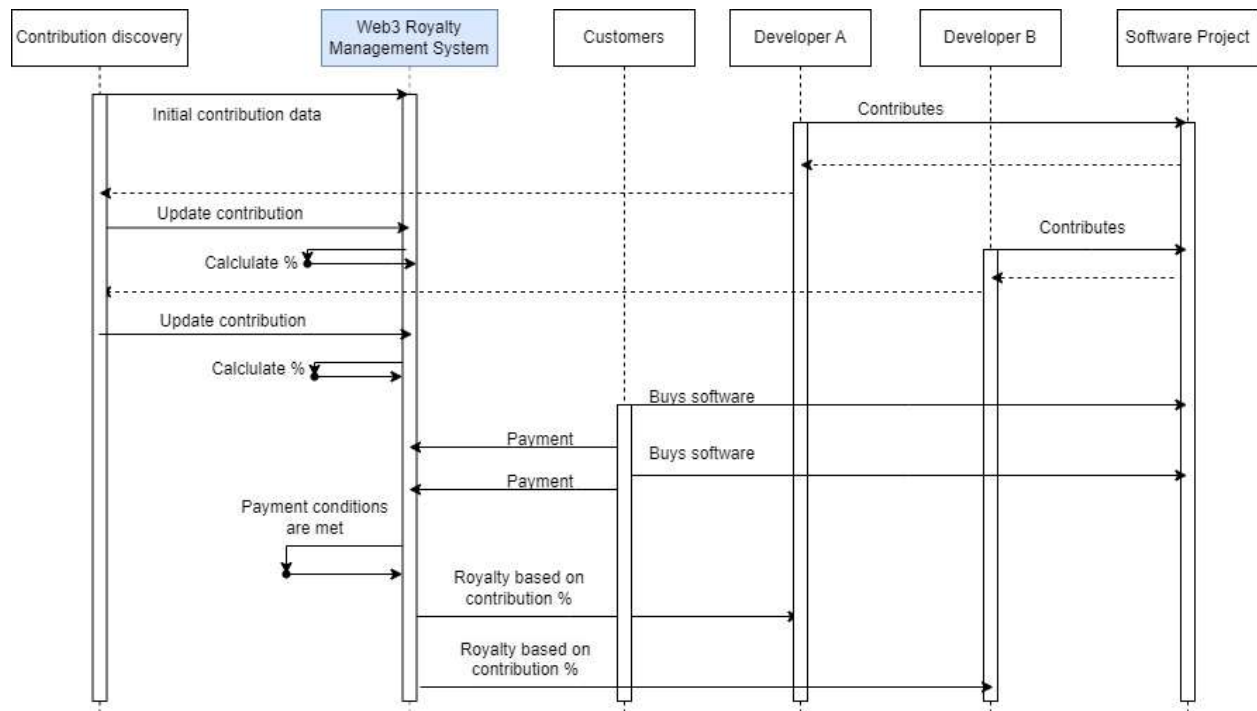 Contribution discovery
Web3 Royalty
Management System
Customers
Developer A
Developer B
Software Project
Initial contribution data
Contributes
Update contribution
Contributes
Calclulate %
Update contribution
Calclulate %
Buys software
Payment
Buys software
Payment
Payment conditions
are met
Royalty based on
contribution %
Royalty based on
contribution %